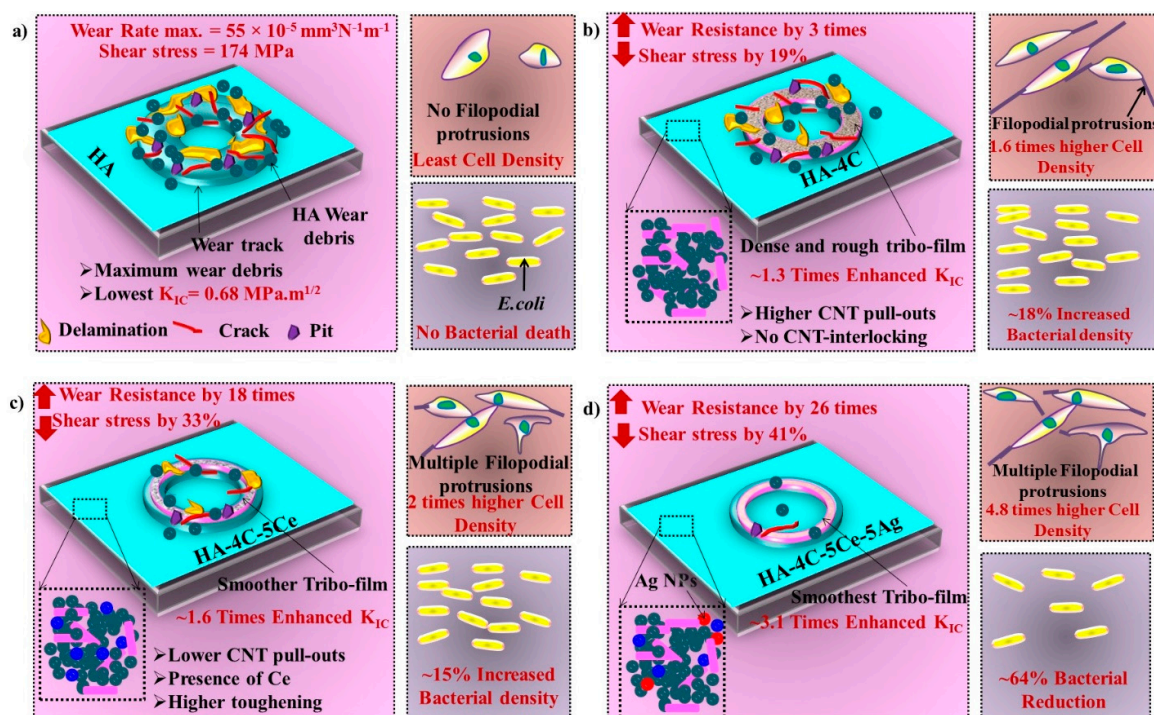 a)
Wear Rate max. = 55 × 10⁻⁵ mm³N⁻¹m⁻¹
Shear stress = 174 MPa
HA
HA Wear
debris
Wear track
➢Maximum wear debris
➢Lowest K_IC= 0.68 MPa.m^1/2
Delamination
Crack
Pit
No Filopodial
protrusions
Least Cell Density
E.coli
No Bacterial death
b)
Wear Resistance by 3 times
Shear stress by 19%
HA-4C
Dense and rough tribo-film
~1.3 Times Enhanced K_IC
➢Higher CNT pull-outs
➢No CNT-interlocking
Filopodial protrusions
1.6 times higher Cell
Density
~18% Increased
Bacterial density
c)
Wear Resistance by 18 times
Shear stress by 33%
HA-4C-5Ce
Smoother Tribo-film
~1.6 Times Enhanced K_IC
➢Lower CNT pull-outs
➢Presence of Ce
➢Higher toughening
Multiple Filopodial
protrusions
2 times higher Cell
Density
~15% Increased
Bacterial density
d)
Wear Resistance by 26 times
Shear stress by 41%
HA-4C-5Ce-5Ag
Ag NPs
Smoothest Tribo-film
~3.1 Times Enhanced K_IC
Multiple Filopodial
protrusions
4.8 times higher Cell
Density
~64% Bacterial
Reduction